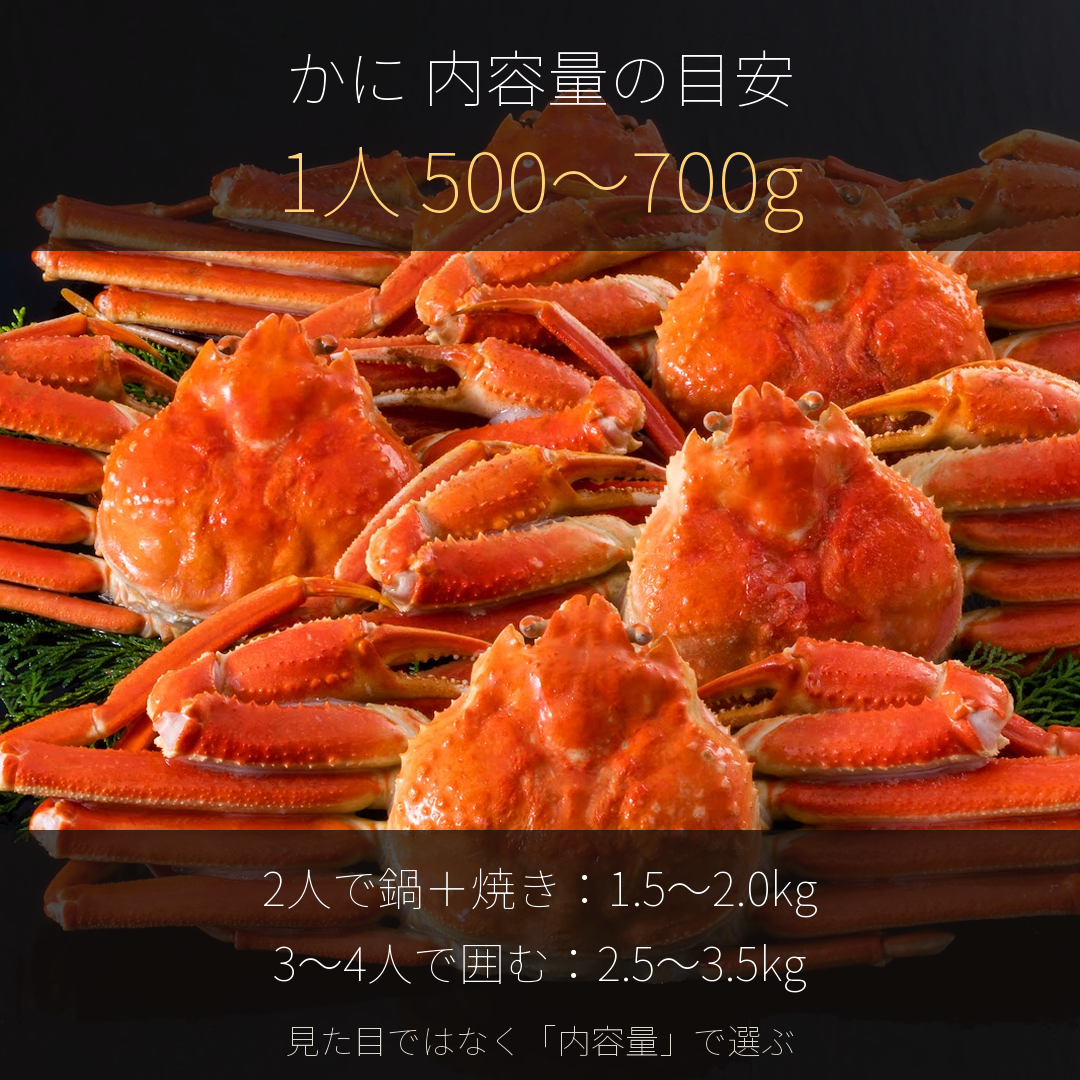 かに 内容量の目安
1人 500〜700g
2人で鍋＋焼き：1.5〜2.0kg
3〜4人で囲む：2.5〜3.5kg
見た目ではなく「内容量」で選ぶ